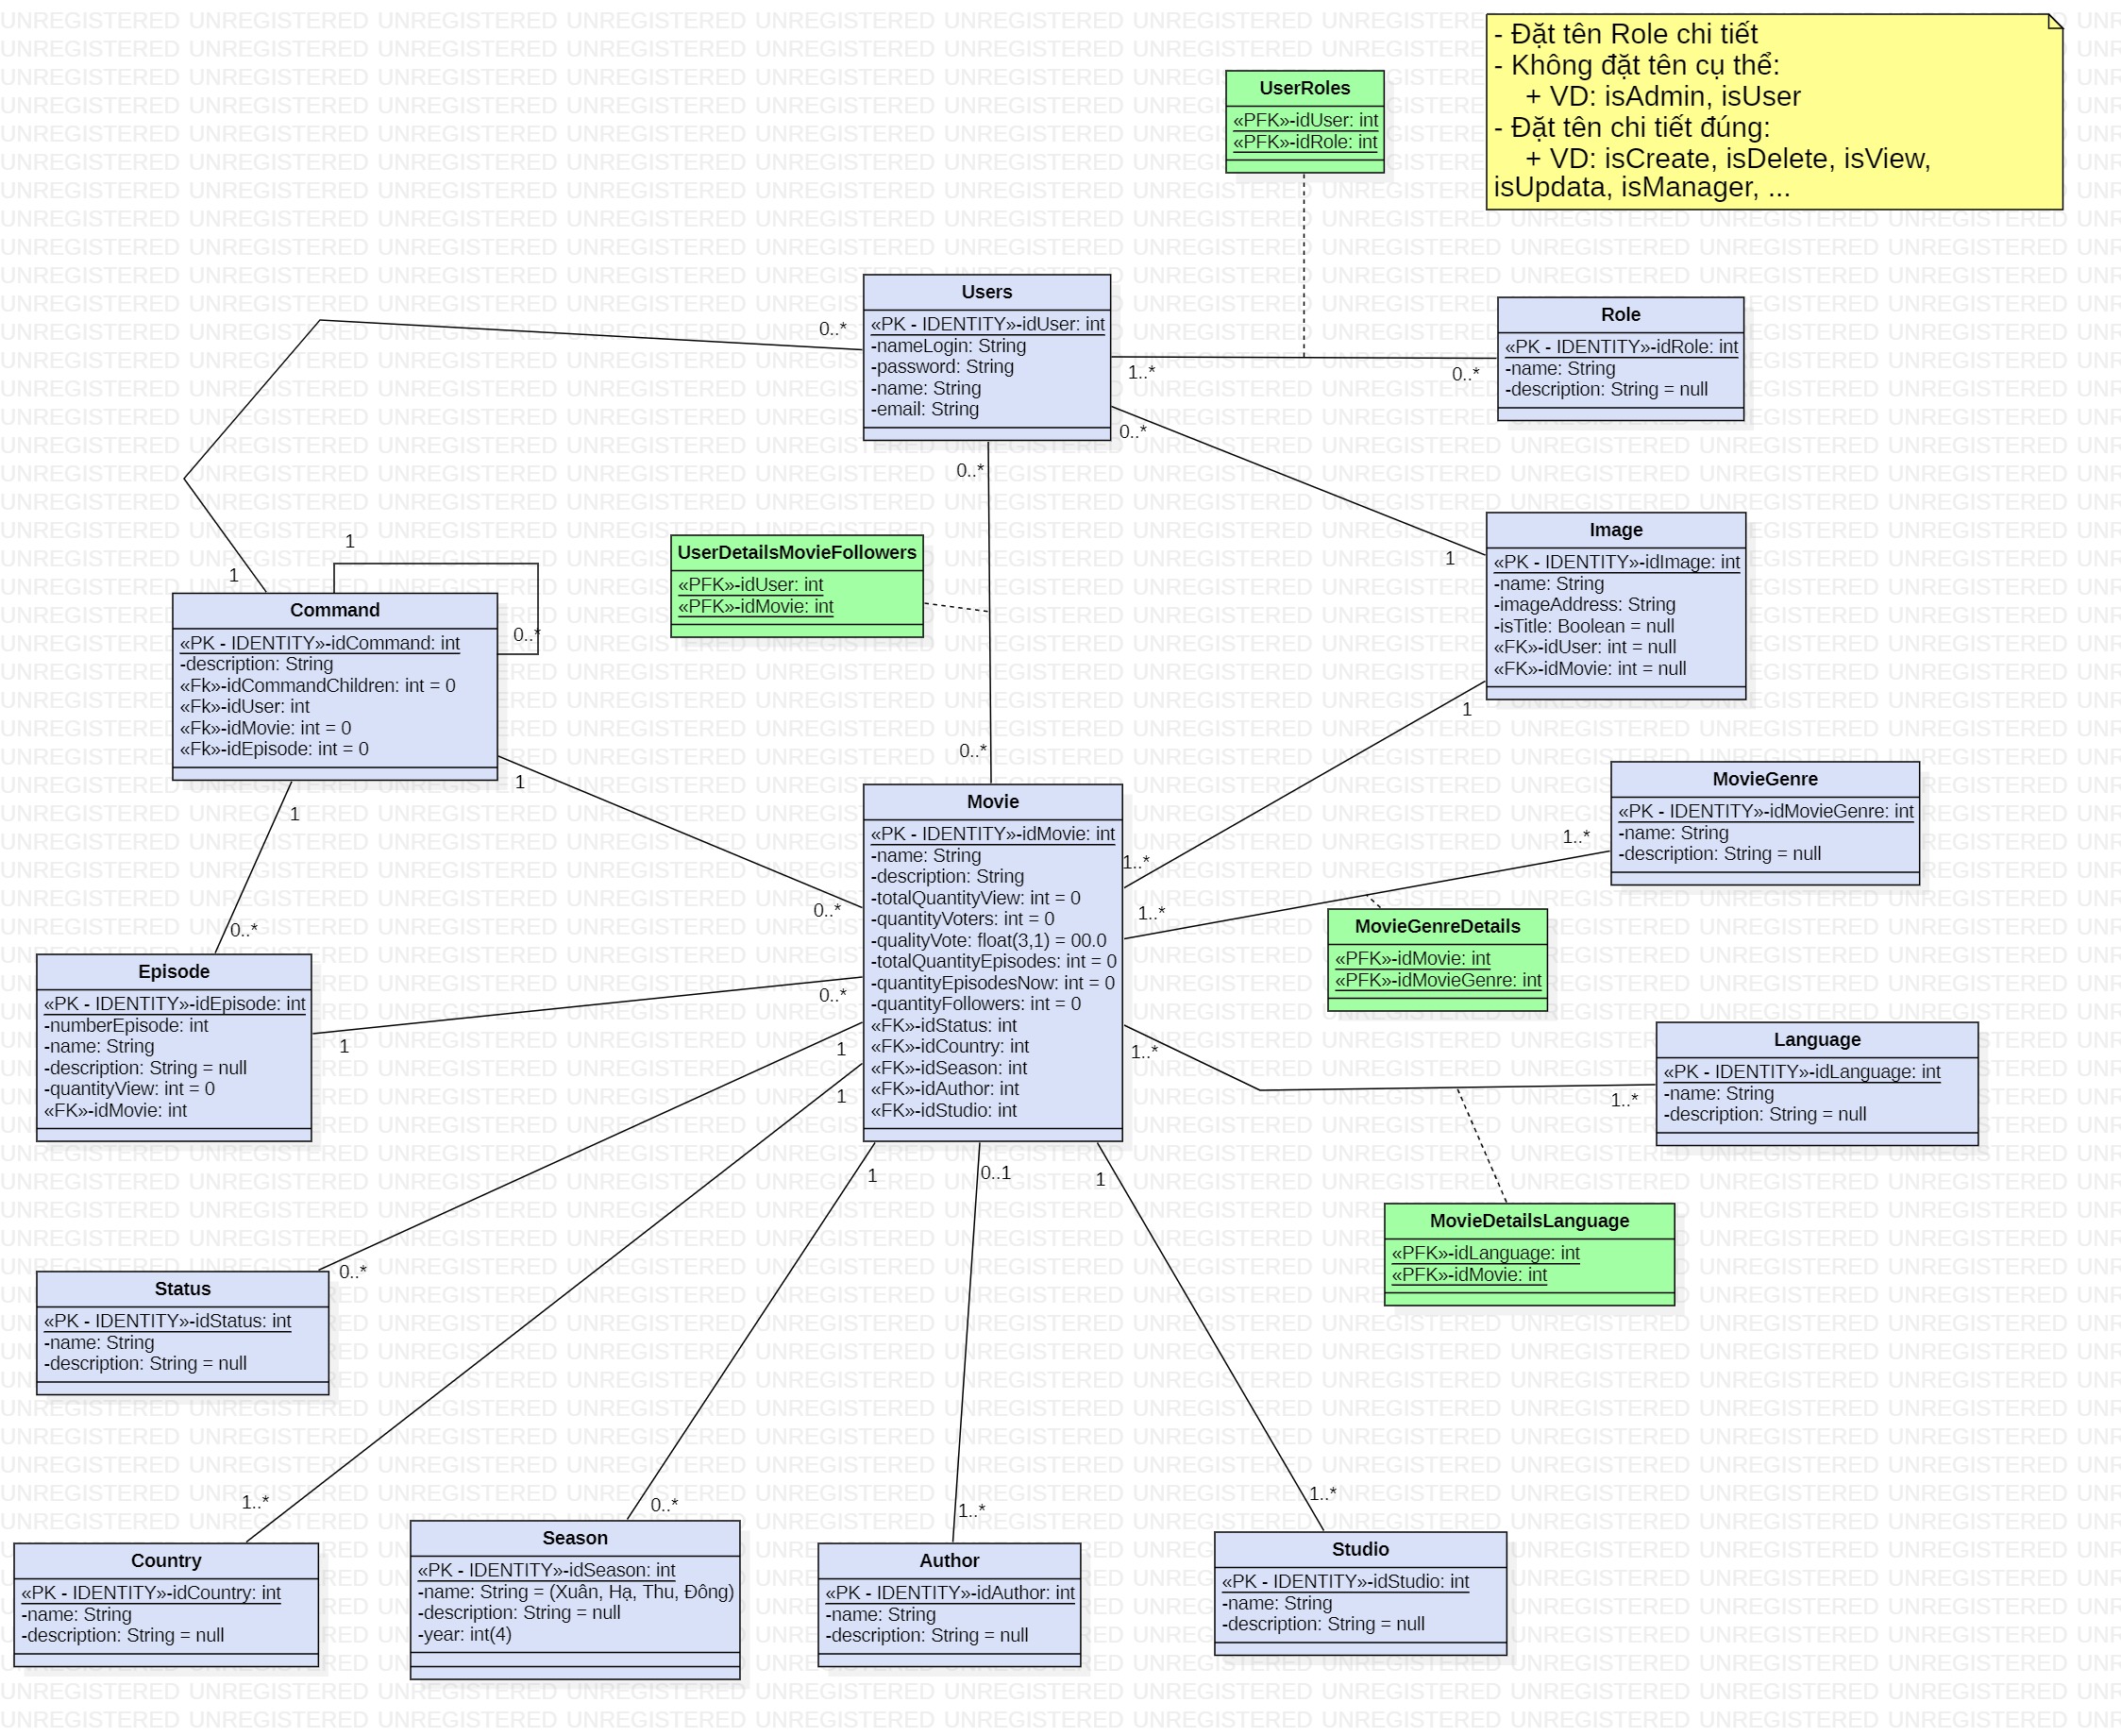 - Đặt tên Role chi tiết
- Không đặt tên cụ thể:
+ VD: isAdmin, isUser
- Đặt tên chi tiết đúng:
+ VD: isCreate, isDelete, isView,
isUpdata, isManager, ...
UserRoles
«PFK»-idUser: int
«PFK»-idRole: int
Users
«PK - IDENTITY»-idUser: int
-nameLogin: String
-password: String
-name: String
-email: String
0..*
1..*
0..*
0..*
0..*
Role
«PK - IDENTITY»-idRole: int
-name: String
-description: String = null
Image
«PK - IDENTITY»-idImage: int
-name: String
-imageAddress: String
-isTitle: Boolean = null
«FK»-idUser: int = null
«FK»-idMovie: int = null
1
1
UserDetailsMovieFollowers
«PFK»-idUser: int
«PFK»-idMovie: int
1
1
0..*
Command
«PK - IDENTITY»-idCommand: int
-description: String
«Fk»-idCommandChildren: int = 0
«Fk»-idUser: int
«Fk»-idMovie: int = 0
«Fk»-idEpisode: int = 0
1
1
0..*
Movie
«PK - IDENTITY»-idMovie: int
-name: String
-description: String
-totalQuantityView: int = 0
-quantityVoters: int = 0
-qualityVote: float(3,1) = 00.0
-totalQuantityEpisodes: int = 0
-quantityEpisodesNow: int = 0
-quantityFollowers: int = 0
«FK»-idStatus: int
«FK»-idCountry: int
«FK»-idSeason: int
«FK»-idAuthor: int
«FK»-idStudio: int
0..*
0..*
1
1
1
0..1
1
1..*
1..*
1..*
MovieGenre
«PK - IDENTITY»-idMovieGenre: int
-name: String
-description: String = null
1..*
MovieGenreDetails
«PFK»-idMovie: int
«PFK»-idMovieGenre: int
Episode
«PK - IDENTITY»-idEpisode: int
-numberEpisode: int
-name: String
-description: String = null
-quantityView: int = 0
«FK»-idMovie: int
0..*
1
Language
«PK - IDENTITY»-idLanguage: int
-name: String
-description: String = null
1..*
MovieDetailsLanguage
«PFK»-idLanguage: int
«PFK»-idMovie: int
Status
«PK - IDENTITY»-idStatus: int
-name: String
-description: String = null
0..*
1..*
Country
«PK - IDENTITY»-idCountry: int
-name: String
-description: String = null
0..*
Season
«PK - IDENTITY»-idSeason: int
-name: String = (Xuân, Hạ, Thu, Đông)
-description: String = null
-year: int(4)
1..*
Author
«PK - IDENTITY»-idAuthor: int
-name: String
-description: String = null
1..*
Studio
«PK - IDENTITY»-idStudio: int
-name: String
-description: String = null
UNREGISTERED